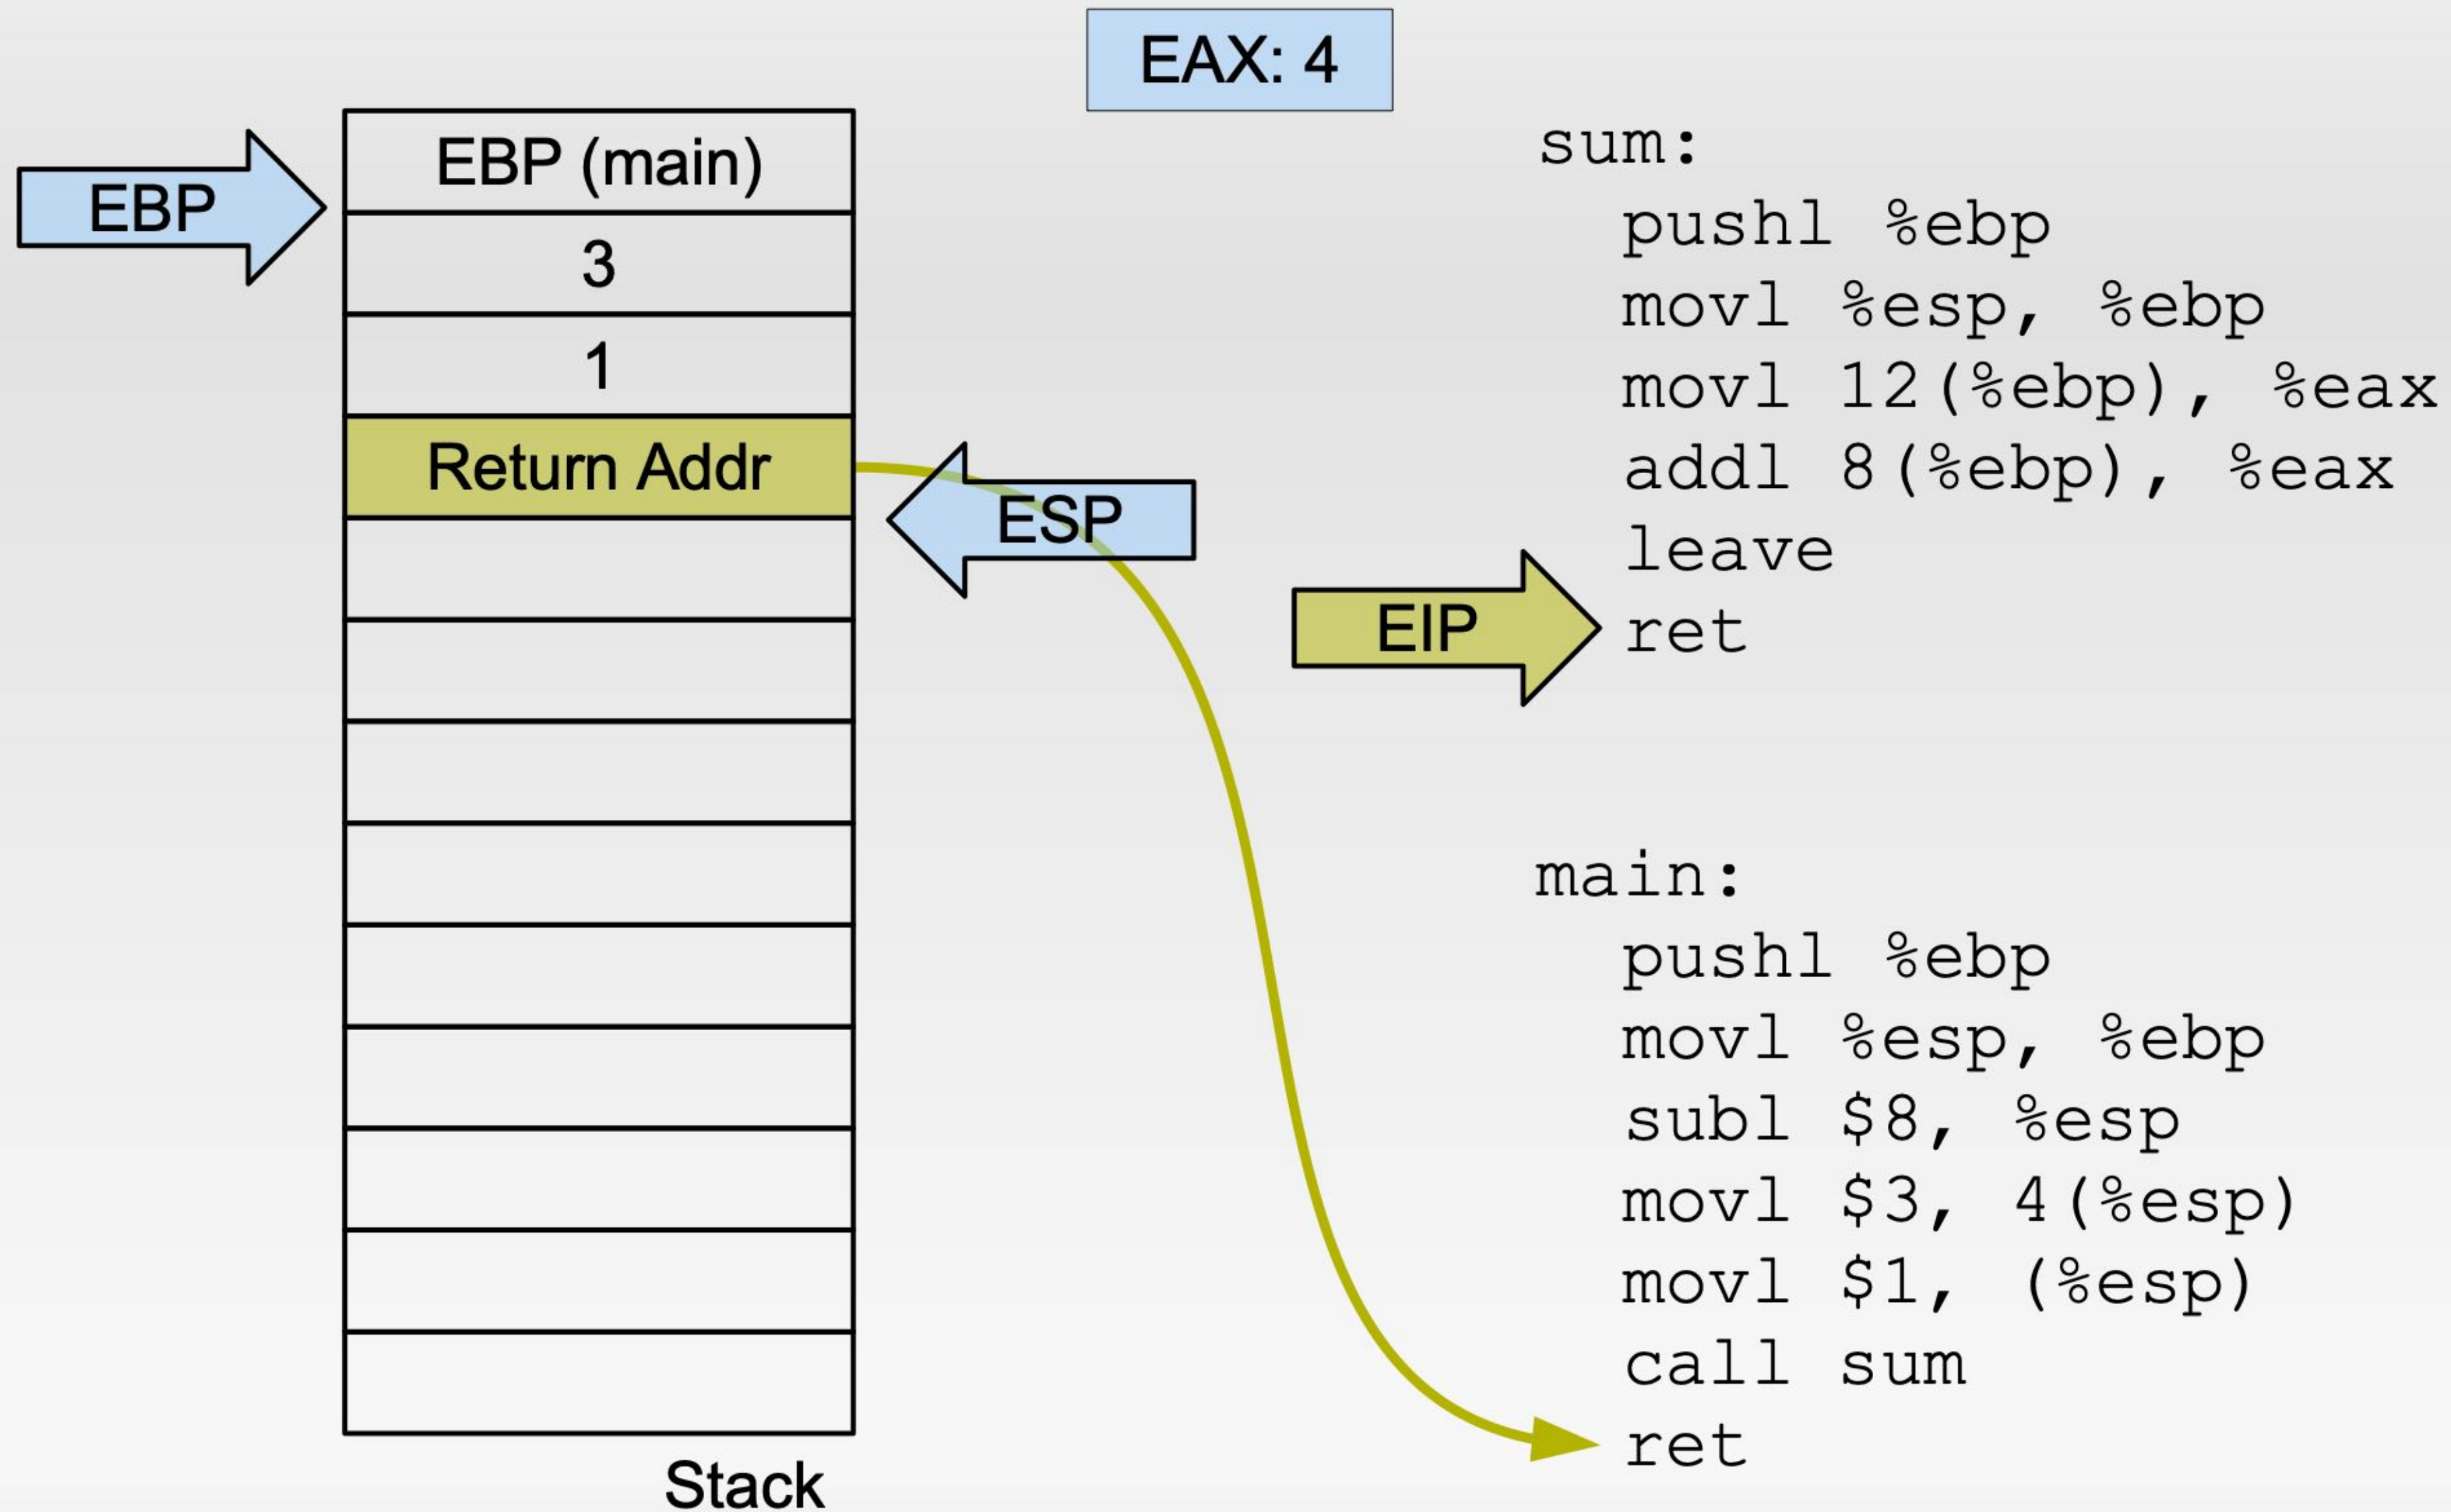 EAX: 4
EBP
EBP (main)
3
1
Return Addr
ESP
EIP
Stack
sum:
pushl %ebp
movl %esp, %ebp
movl 12(%ebp), %eax
addl 8(%ebp), %eax
leave
ret
main:
pushl %ebp
movl %esp, %ebp
subl $8, %esp
movl $3, 4(%esp)
movl $1, (%esp)
call sum
ret